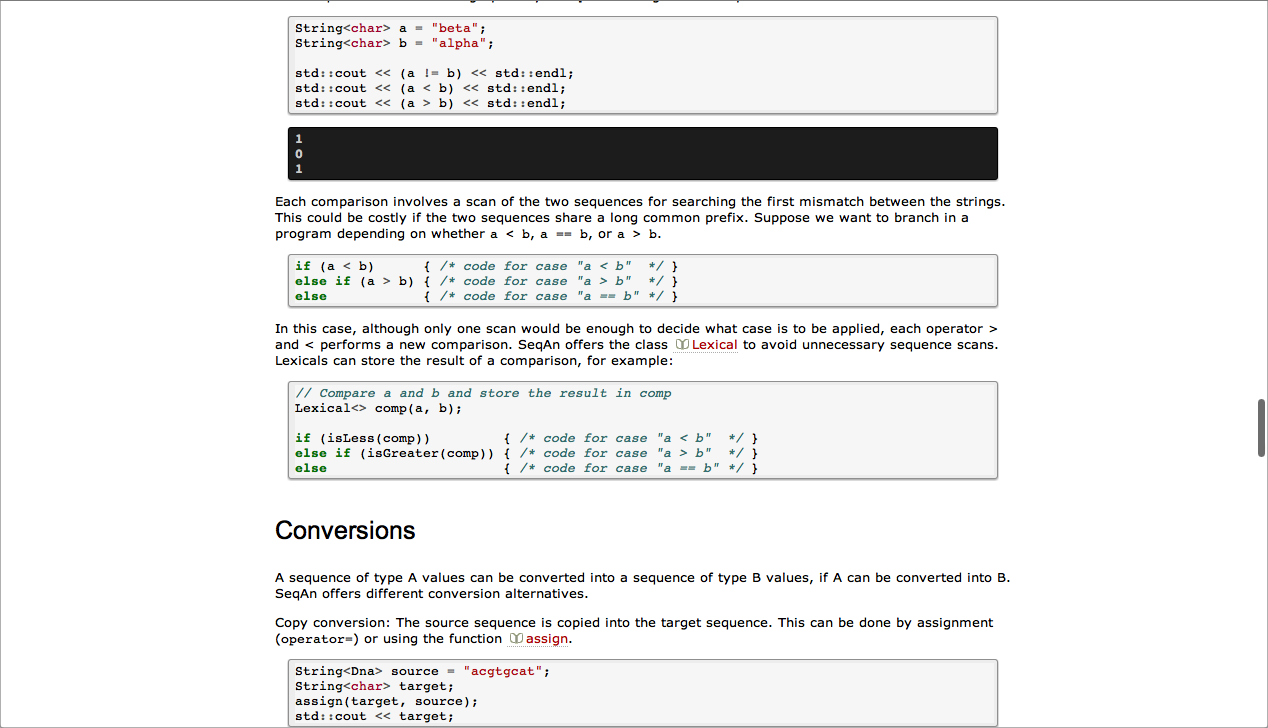 String<char> a = "beta";
String<char> b = "alpha";
std::cout << (a != b) << std::endl;
std::cout << (a < b) << std::endl;
std::cout << (a > b) << std::endl;
1
0
1
Each comparison involves a scan of the two sequences for searching the first mismatch between the strings.
This could be costly if the two sequences share a long common prefix. Suppose we want to branch in a
program depending on whether a < b, a == b, or a > b.
if (a < b)      { /* code for case "a < b"  */ }
else if (a > b) { /* code for case "a > b"  */ }
else            { /* code for case "a == b" */ }
In this case, although only one scan would be enough to decide what case is to be applied, each operator >
and < performs a new comparison. SeqAn offers the class Lexical to avoid unnecessary sequence scans.
Lexicals can store the result of a comparison, for example:
// Compare a and b and store the result in comp
Lexical<> comp(a, b);
if (isLess(comp))         { /* code for case "a < b"  */ }
else if (isGreater(comp)) { /* code for case "a > b"  */ }
else                      { /* code for case "a == b" */ }
Conversions
A sequence of type A values can be converted into a sequence of type B values, if A can be converted into B.
SeqAn offers different conversion alternatives.
Copy conversion: The source sequence is copied into the target sequence. This can be done by assignment
(operator=) or using the function assign.
String<Dna> source = "acgtgcat";
String<char> target;
assign(target, source);
std::cout << target;